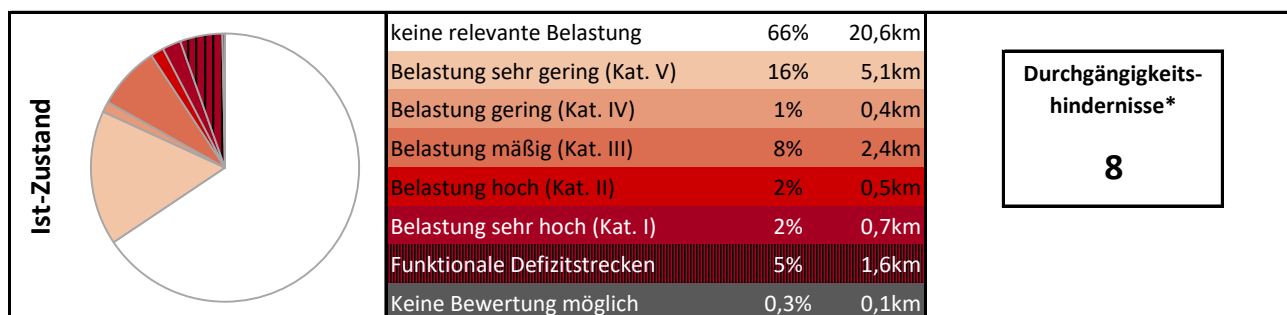 Ist-Zustand
keine relevante Belastung 66% 20,6km
Belastung sehr gering (Kat. V) 16% 5,1km
Belastung gering (Kat. IV) 1% 0,4km
Belastung mäßig (Kat. III) 8% 2,4km
Belastung hoch (Kat. II) 2% 0,5km
Belastung sehr hoch (Kat. I) 2% 0,7km
Funktionale Defizitstrecken 5% 1,6km
Keine Bewertung möglich 0,3% 0,1km
Durchgängigkeits-
hindernisse*
8